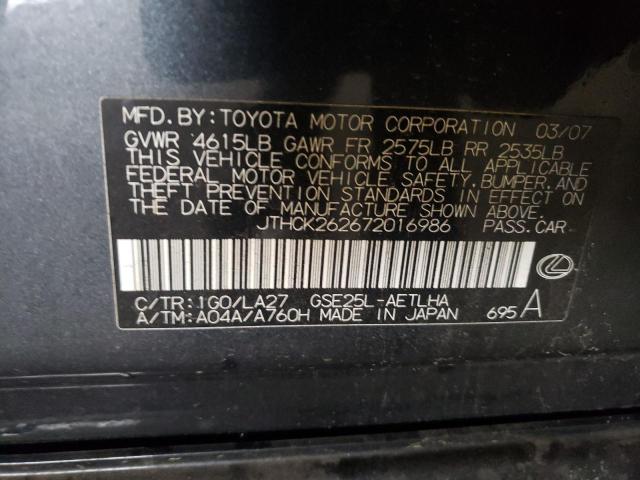 MFD.BY:TOYOTA MOTOR CORPORATION 03/07
GVWR 4615LB GAWR FR 2575LB RR 2535LB
THIS VEHICLE CONFORMS TO ALL APPLICABLE
FEDERAL MOTOR VEHICLE SAFETY,BUMPER,AND
THEFT PREVENTION STANDARDS IN EFFECT ON
THE DATE OF MANUFACTURE SHOWN ABOVE.
JTHCK262672016986 PASS.CAR
C/TR:1G0/LA27 GSE25L-AETLHA
A/TM:A04A/A760H MADE IN JAPAN 695A